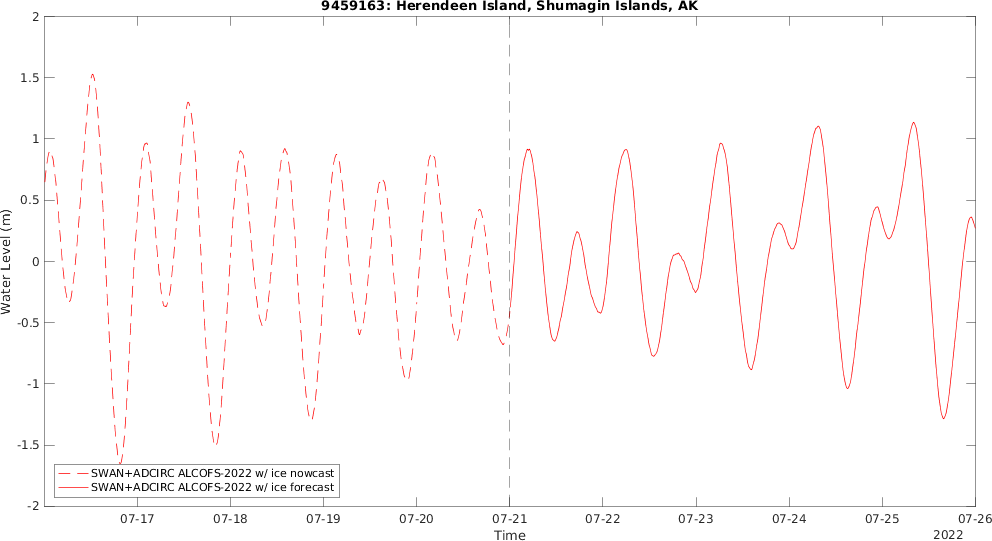 9459163: Herendeen Island, Shumagin Islands, AK
2
1.5
1
0.5
0
-0.5
-1
-1.5
-2
Water Level (m)
SWAN+ADCIRC ALCOFS-2022 w/ ice nowcast
SWAN+ADCIRC ALCOFS-2022 w/ ice forecast
07-17 07-18 07-19 07-20 07-21 07-22 07-23 07-24 07-25 07-26
Time
2022